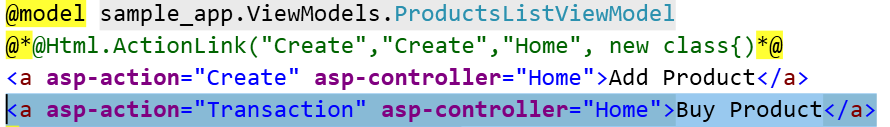 @model sample_app.ViewModels.ProductsListViewModel
@*@Html.ActionLink("Create","Create","Home", new class{)*@
<a asp-action="Create" asp-controller="Home">Add Product</a>
<a asp-action="Transaction" asp-controller="Home">Buy Product</a>